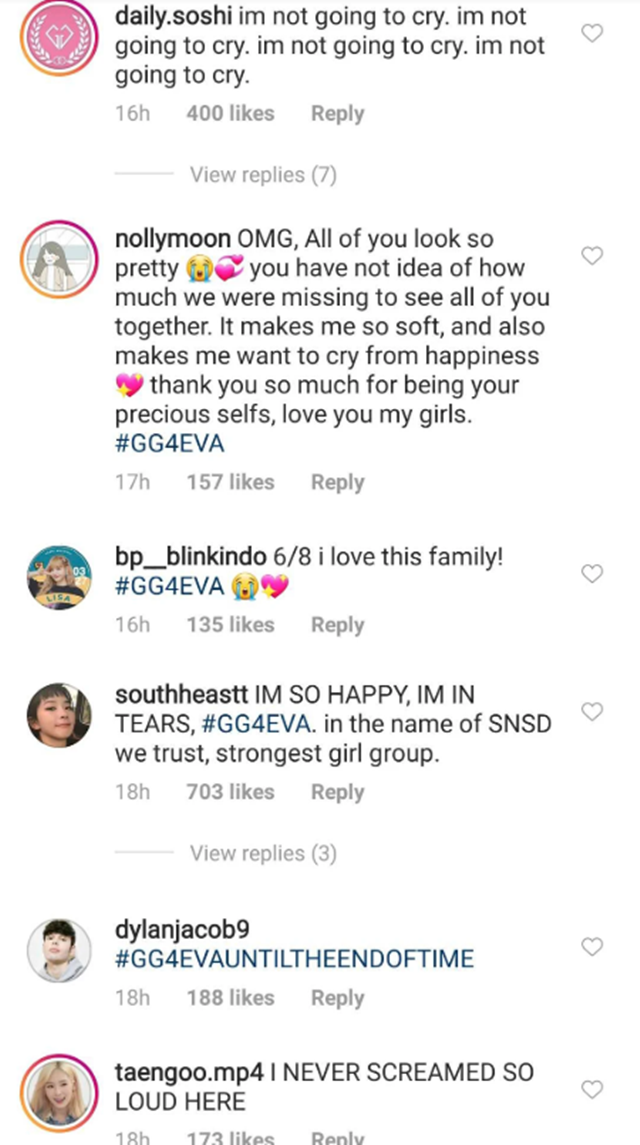 daily.soshi im not going to cry. im not
going to cry. im not going to cry. im not
going to cry.
16h 400 likes Reply
View replies (7)
nollymoon OMG, All of you look so
pretty 😭💞 you have not idea of how
much we were missing to see all of you
together. It makes me so soft, and also
makes me want to cry from happiness
💖 thank you so much for being your
precious selfs, love you my girls.
#GG4EVA
17h 157 likes Reply
bp__blinkindo 6/8 i love this family!
#GG4EVA 😭💖
16h 135 likes Reply
03
LISA
southheastt IM SO HAPPY, IM IN
TEARS, #GG4EVA. in the name of SNSD
we trust, strongest girl group.
18h 703 likes Reply
View replies (3)
dylanjacob9
#GG4EVAUNTILTHEENDOFTIME
18h 188 likes Reply
taengoo.mp4 I NEVER SCREAMED SO
LOUD HERE
18h 173 likes Reply